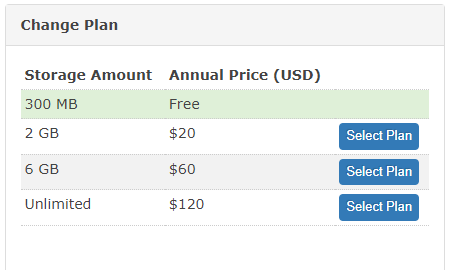 Change Plan
Storage Amount Annual Price (USD)
300 MB Free
2 GB $20 Select Plan
6 GB $60 Select Plan
Unlimited $120 Select Plan